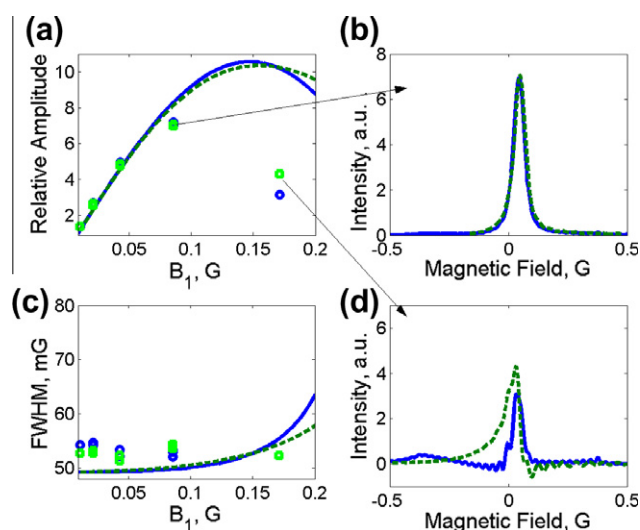 (a)
Relative Amplitude
10
8
6
4
2
0.05 0.1 0.15 0.2
B1, G
(b)
Intensity, a.u.
8
6
4
2
0
-0.5 0 0.5
Magnetic Field, G
(c)
FWHM, mG
80
70
60
50
0.05 0.1 0.15 0.2
B1, G
(d)
Intensity, a.u.
6
4
2
0
-0.5 0 0.5
Magnetic Field, G